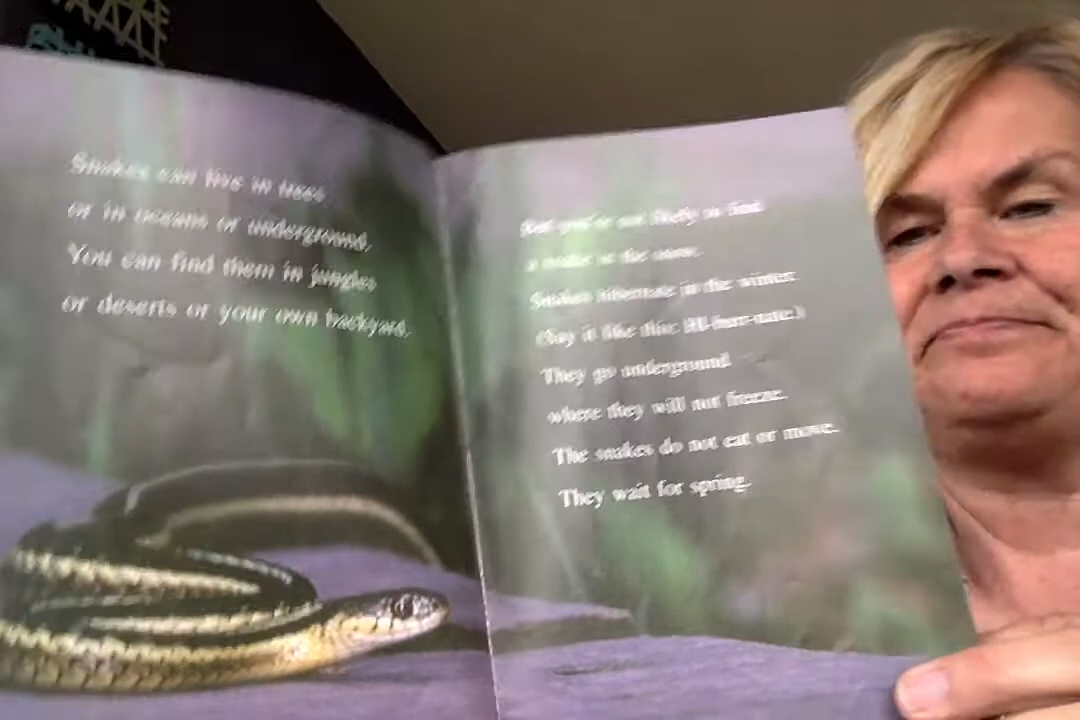 Snakes can live in trees
or in oceans or underground.
You can find them in jungles
or deserts or your own backyard.
But you're not likely to find
a snake in the snow.
Snakes hibernate in the winter.
(Say it like this: HI-burr-nate.)
They go underground
where they will not freeze.
The snakes do not eat or move.
They wait for spring.